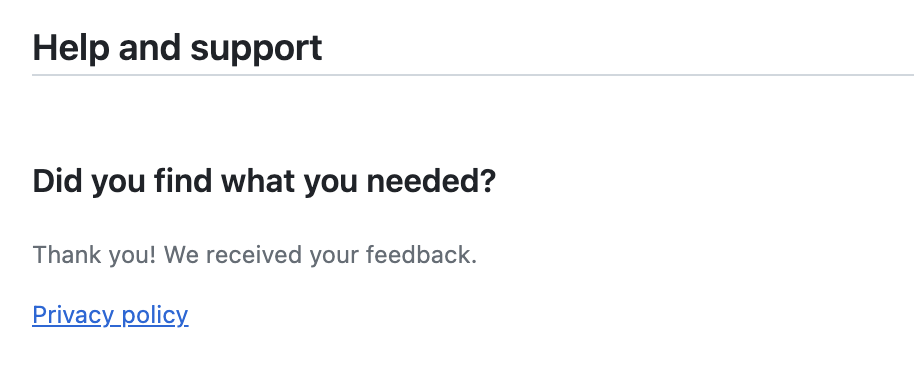 Help and support
Did you find what you needed?
Thank you! We received your feedback.
Privacy policy